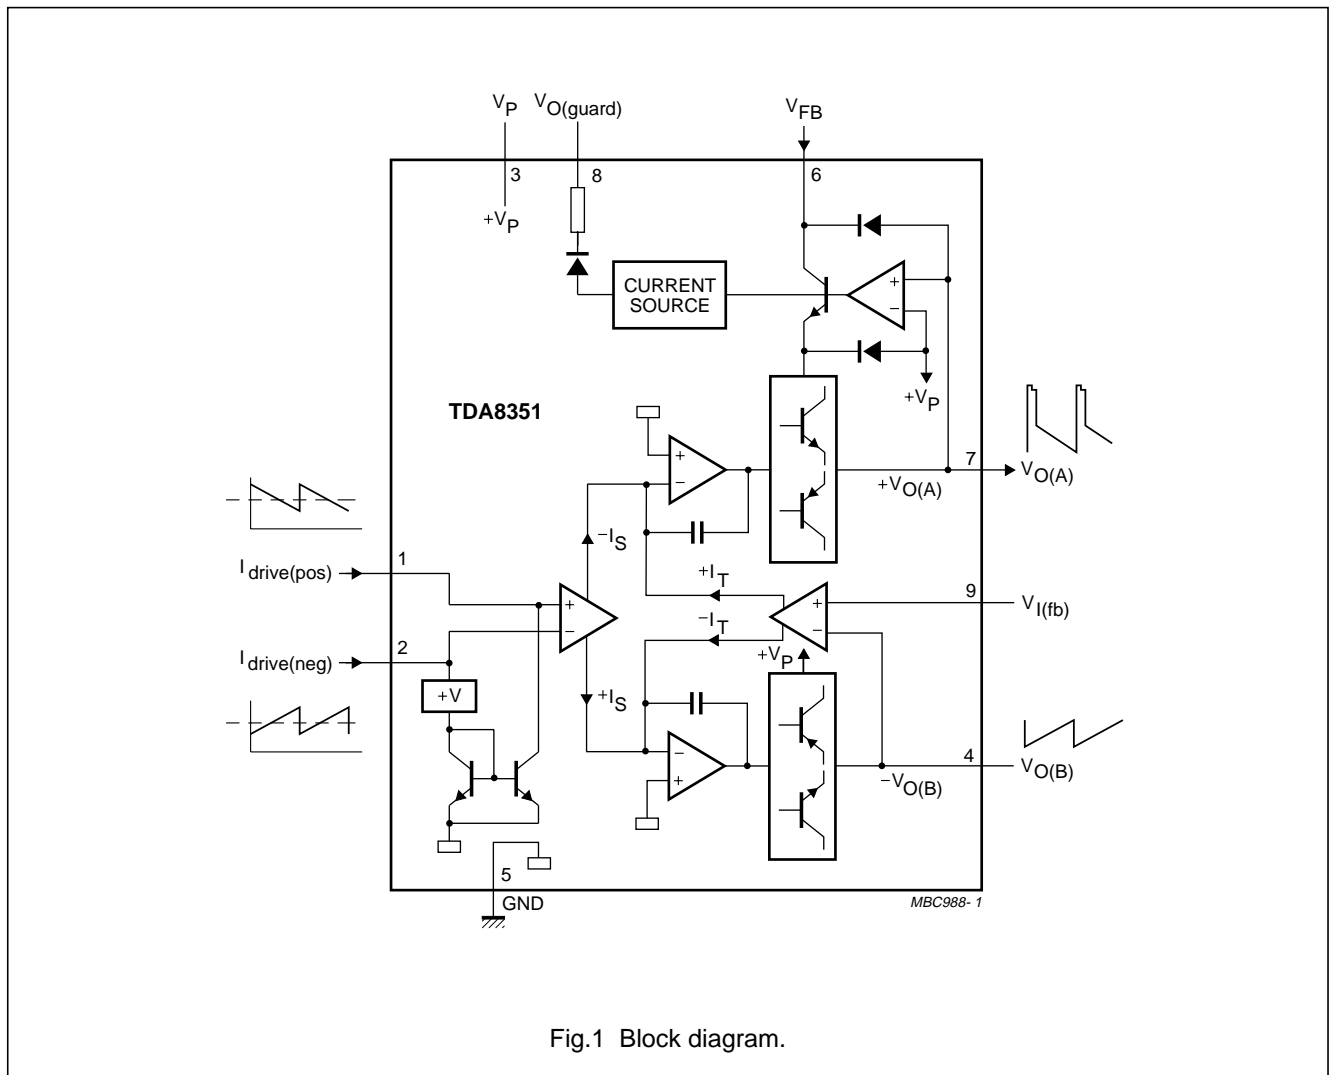 VP VO(guard) VFB
3 8 6
+VP
CURRENT
SOURCE
+
−
+VP
TDA8351
+
−
7
+VO(A)
VO(A)
−IS
1
I drive(pos)
+IT
9
+
VI(fb)
+
−IT
−
−
2
I drive(neg)
+VP
+V
+IS
−
4
+
−VO(B)
VO(B)
5
GND
MBC988- 1
Fig.1 Block diagram.